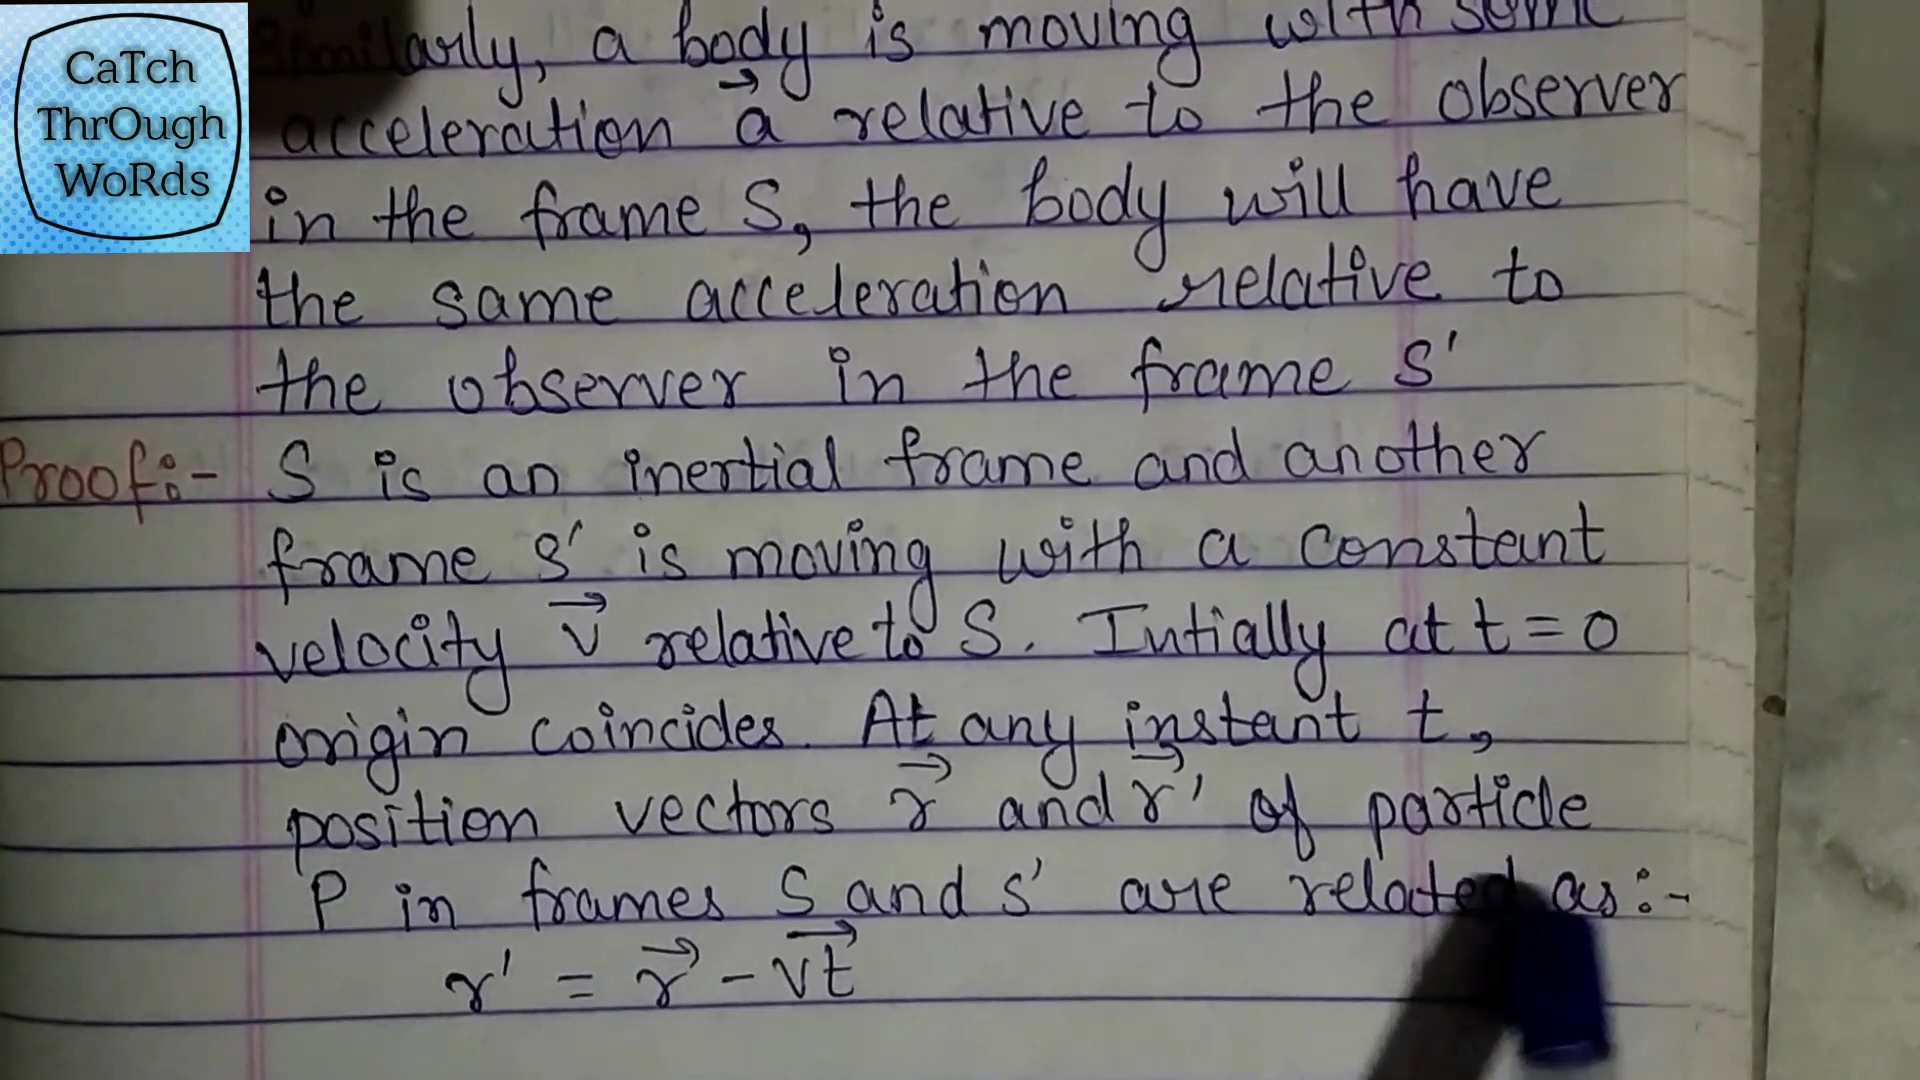 CaTch
ThrOugh
WoRds
Similarly, a body is moving with some
acceleration a⃗ relative to the observer
in the frame S, the body will have
the same acceleration relative to
the observer in the frame S'
Proof:- S is an inertial frame and another
frame S' is moving with a constant
velocity v⃗ relative to S. Intially at t = 0
origin coincides. At any instant t,
position vectors r⃗ and r⃗' of particle
P in frames S and S' are related as:-
r' = r⃗ - v⃗t⃗